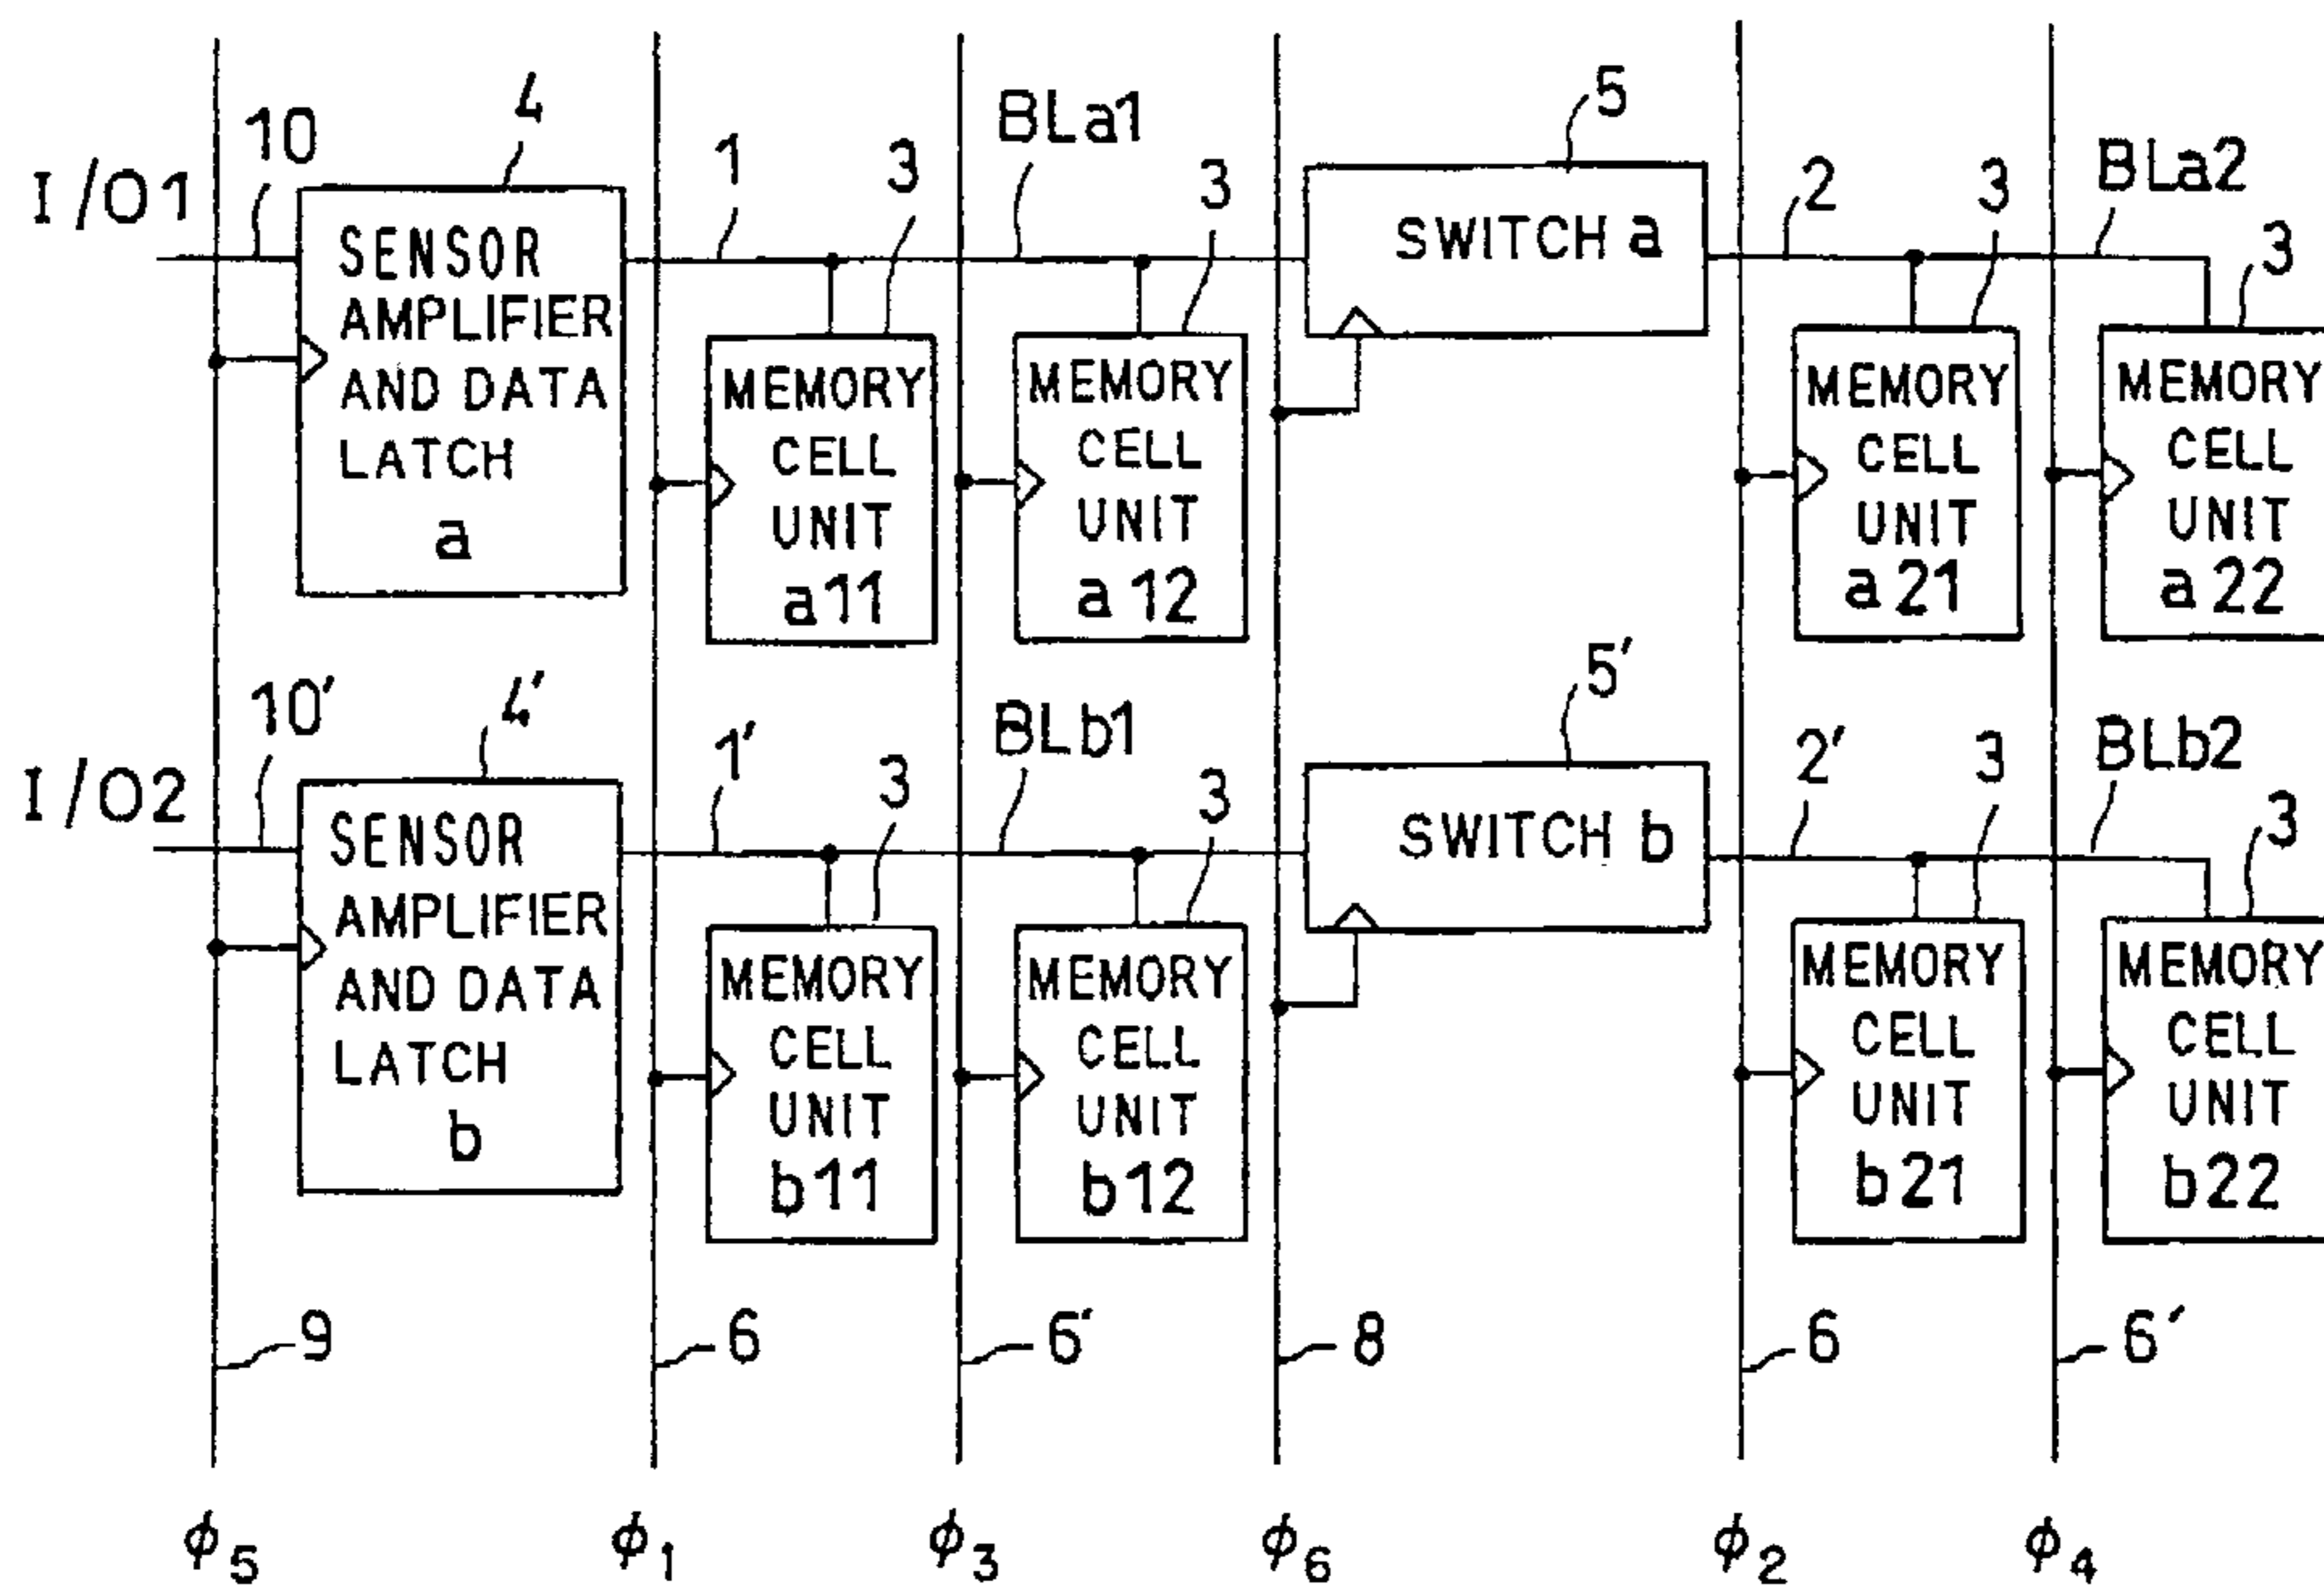 4
5
10
1
BLa1
3
3
2
3
BLa2
3
I/O1
SENSOR
AMPLIFIER
AND DATA
LATCH
a
SWITCH a
MEMORY
CELL
UNIT
a11
MEMORY
CELL
UNIT
a12
MEMORY
CELL
UNIT
a21
MEMORY
CELL
UNIT
a22
4'
5'
10'
1'
BLb1
3
3
2'
3
BLb2
3
I/O2
SENSOR
AMPLIFIER
AND DATA
LATCH
b
SWITCH b
MEMORY
CELL
UNIT
b11
MEMORY
CELL
UNIT
b12
MEMORY
CELL
UNIT
b21
MEMORY
CELL
UNIT
b22
9
6
6'
8
6
6'
ϕ5
ϕ1
ϕ3
ϕ6
ϕ2
ϕ4